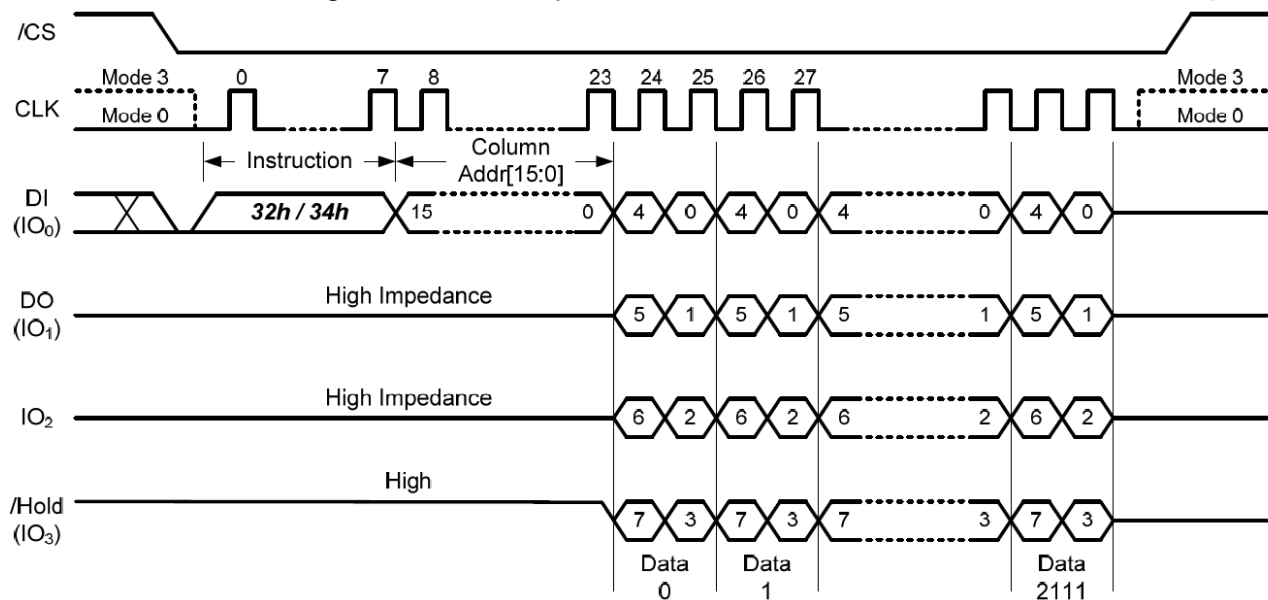 /CS
Mode 3 0 7 8 23 24 25 26 27 Mode 3
CLK
Mode 0 Mode 0
Instruction Column
Addr[15:0]
DI
(IO0)
32h / 34h 15 0 4 0 4 0 4 0 4 0
High Impedance
DO
(IO1)
5 1 5 1 5 1 5 1
High Impedance
IO2
6 2 6 2 6 2 6 2
High
/Hold
(IO3)
7 3 7 3 7 3 7 3
Data Data Data
0 1 2111